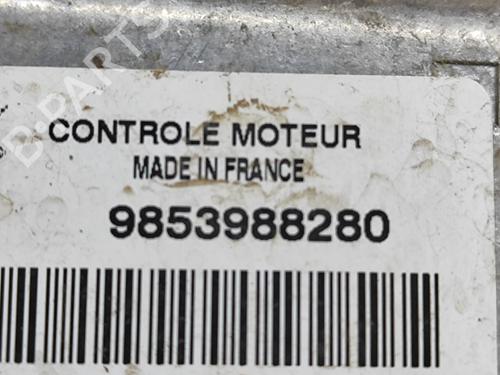 CONTROLE MOTEUR
MADE IN FRANCE
9853988280
B-PARTS